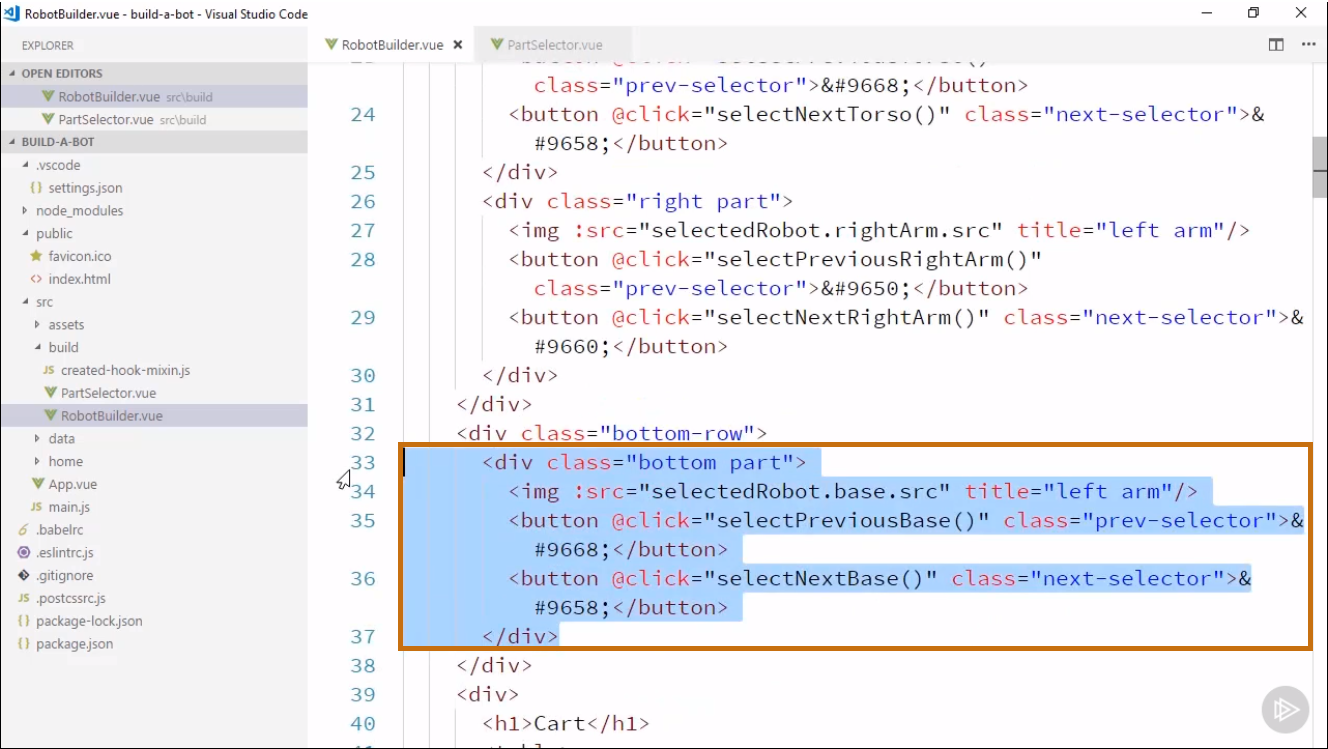 RobotBuilder.vue - build-a-bot - Visual Studio Code
EXPLORER
OPEN EDITORS
RobotBuilder.vue src\build
PartSelector.vue src\build
BUILD-A-BOT
.vscode
{} settings.json
node_modules
public
favicon.ico
<> index.html
src
assets
build
JS created-hook-mixin.js
PartSelector.vue
RobotBuilder.vue
data
home
App.vue
JS main.js
.babelrc
.eslintrc.js
.gitignore
JS .postcssrc.js
{} package-lock.json
{} package.json
RobotBuilder.vue PartSelector.vue
class="prev-selector">&#9668;</button>
24 <button @click="selectNextTorso()" class="next-selector">&
#9658;</button>
25 </div>
26 <div class="right part">
27 <img :src="selectedRobot.rightArm.src" title="left arm"/>
28 <button @click="selectPreviousRightArm()"
class="prev-selector">&#9650;</button>
29 <button @click="selectNextRightArm()" class="next-selector">&
#9660;</button>
30 </div>
31 </div>
32 <div class="bottom-row">
33 <div class="bottom part">
34 <img :src="selectedRobot.base.src" title="left arm"/>
35 <button @click="selectPreviousBase()" class="prev-selector">&
#9668;</button>
36 <button @click="selectNextBase()" class="next-selector">&
#9658;</button>
37 </div>
38 </div>
39 <div>
40 <h1>Cart</h1>